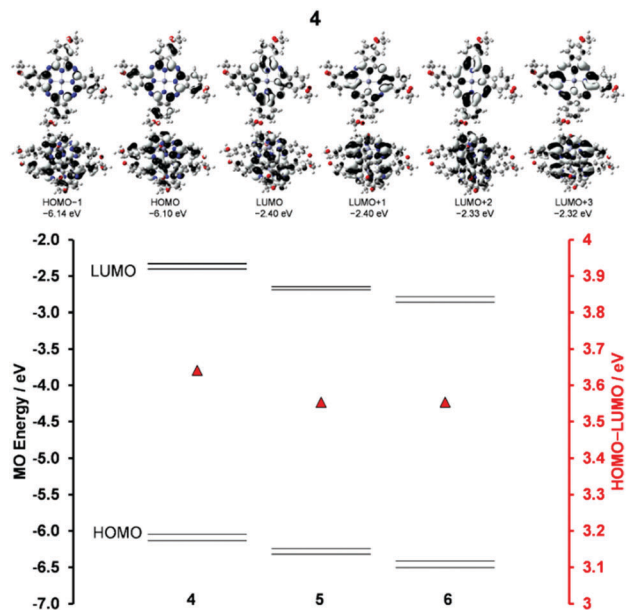 4
HOMO−1 HOMO LUMO LUMO+1 LUMO+2 LUMO+3
−6.14 eV −6.10 eV −2.40 eV −2.40 eV −2.33 eV −2.32 eV
-2.0 4
LUMO
-2.5 3.9
-3.0 3.8
-3.5 3.7
-4.0 3.6
-4.5 3.5
-5.0 3.4
-5.5 3.3
HOMO
-6.0 3.2
-6.5 3.1
-7.0 4 5 6 3
MO Energy / eV
HOMO−LUMO / eV